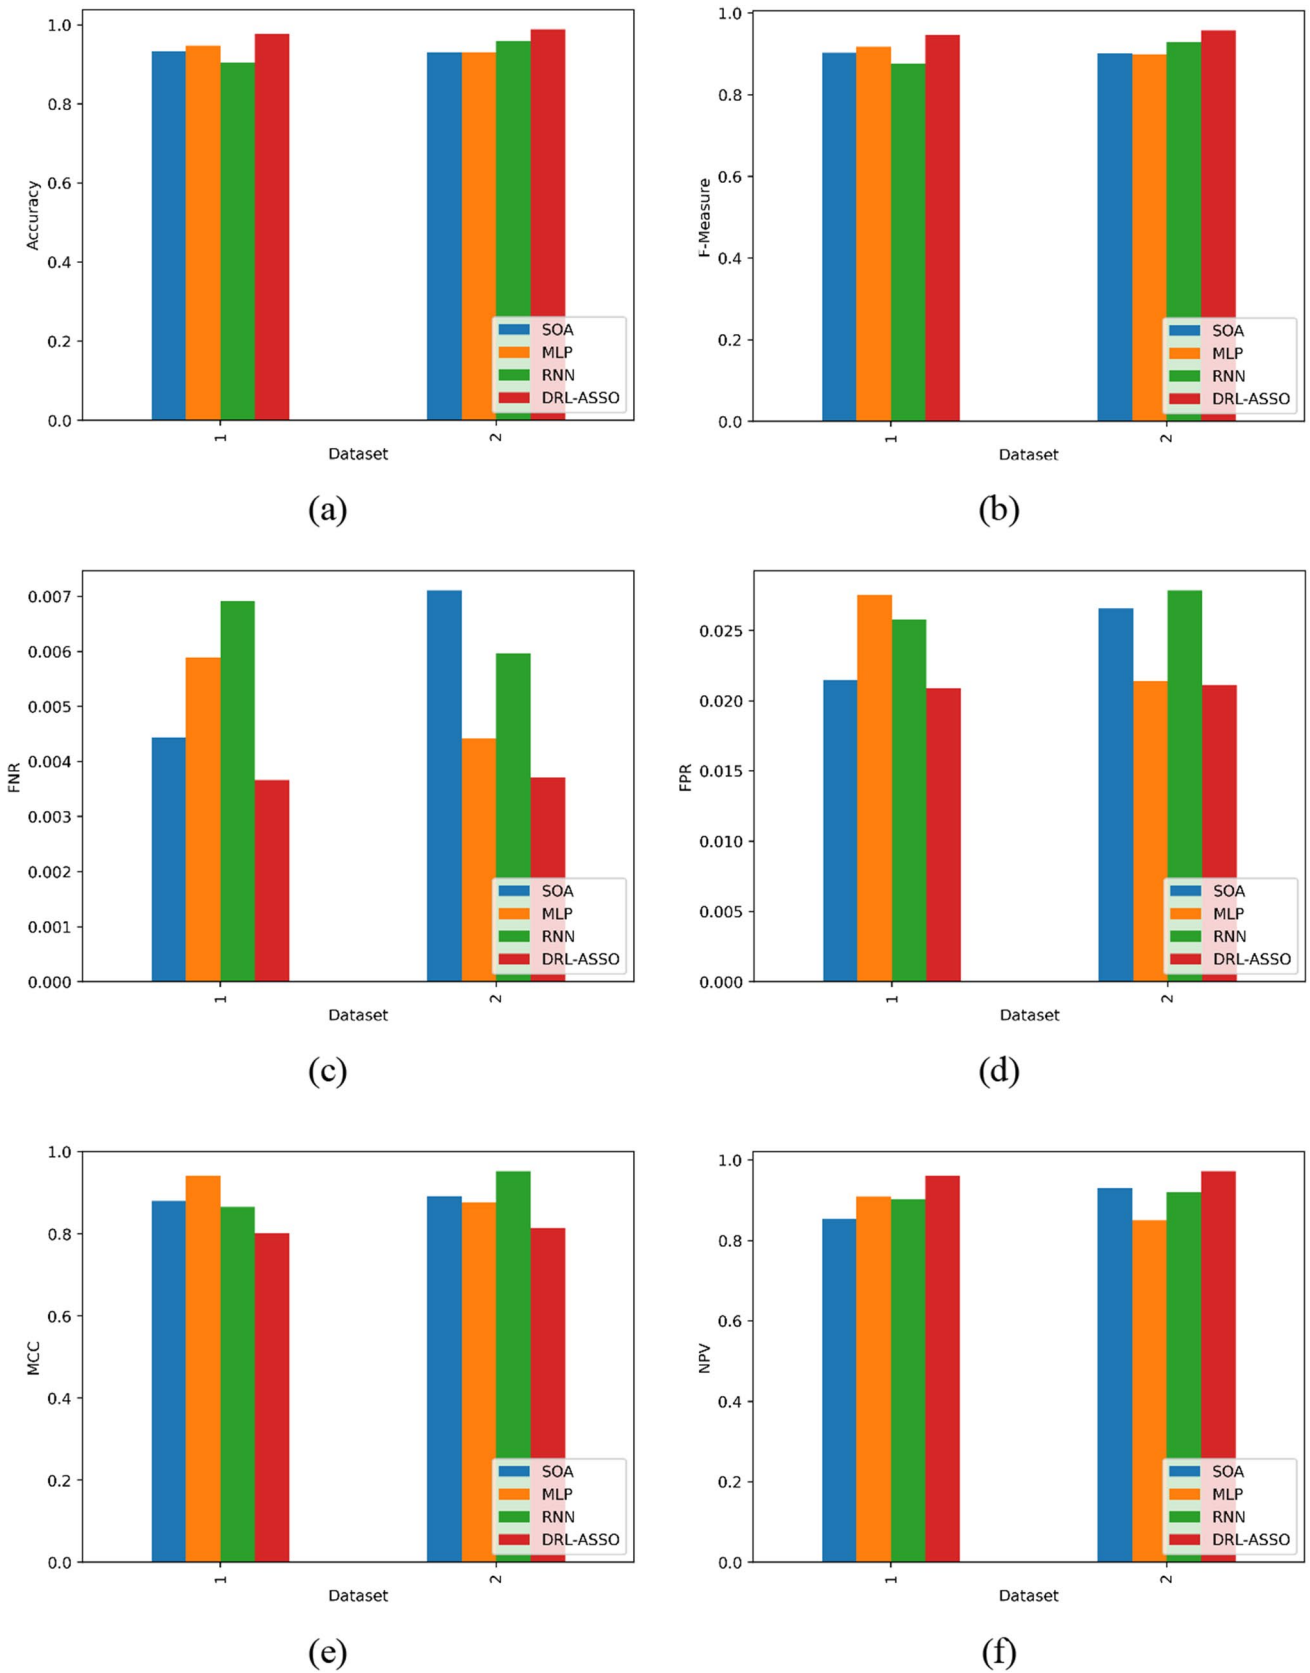 1.0
0.8
0.6
0.4
0.2
0.0
Accuracy
SOA
MLP
RNN
DRL-ASSO
1
2
Dataset
(a)
1.0
0.8
0.6
0.4
0.2
0.0
F-Measure
SOA
MLP
RNN
DRL-ASSO
1
2
Dataset
(b)
0.007
0.006
0.005
0.004
0.003
0.002
0.001
0.000
FNR
SOA
MLP
RNN
DRL-ASSO
1
2
Dataset
(c)
0.025
0.020
0.015
0.010
0.005
0.000
FPR
SOA
MLP
RNN
DRL-ASSO
1
2
Dataset
(d)
1.0
0.8
0.6
0.4
0.2
0.0
MCC
SOA
MLP
RNN
DRL-ASSO
1
2
Dataset
(e)
1.0
0.8
0.6
0.4
0.2
0.0
NPV
SOA
MLP
RNN
DRL-ASSO
1
2
Dataset
(f)